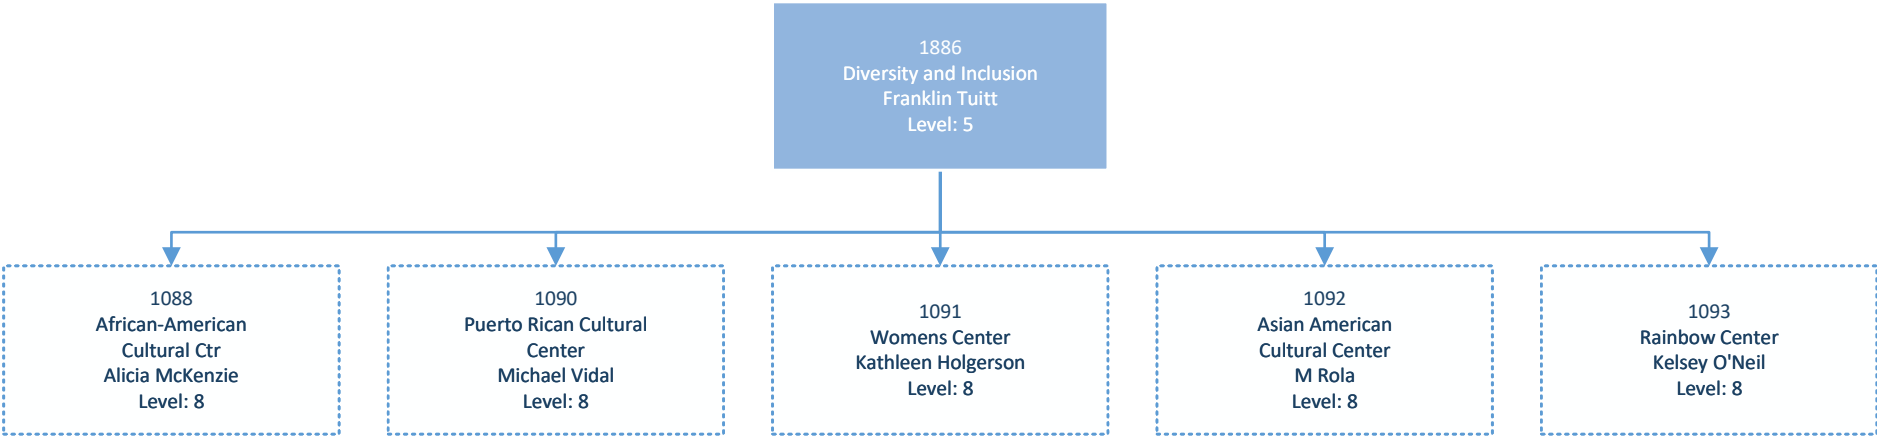 1886
Diversity and Inclusion
Franklin Tuitt
Level: 5
1088
African-American
Cultural Ctr
Alicia McKenzie
Level: 8
1090
Puerto Rican Cultural
Center
Michael Vidal
Level: 8
1091
Womens Center
Kathleen Holgerson
Level: 8
1092
Asian American
Cultural Center
M Rola
Level: 8
1093
Rainbow Center
Kelsey O'Neil
Level: 8